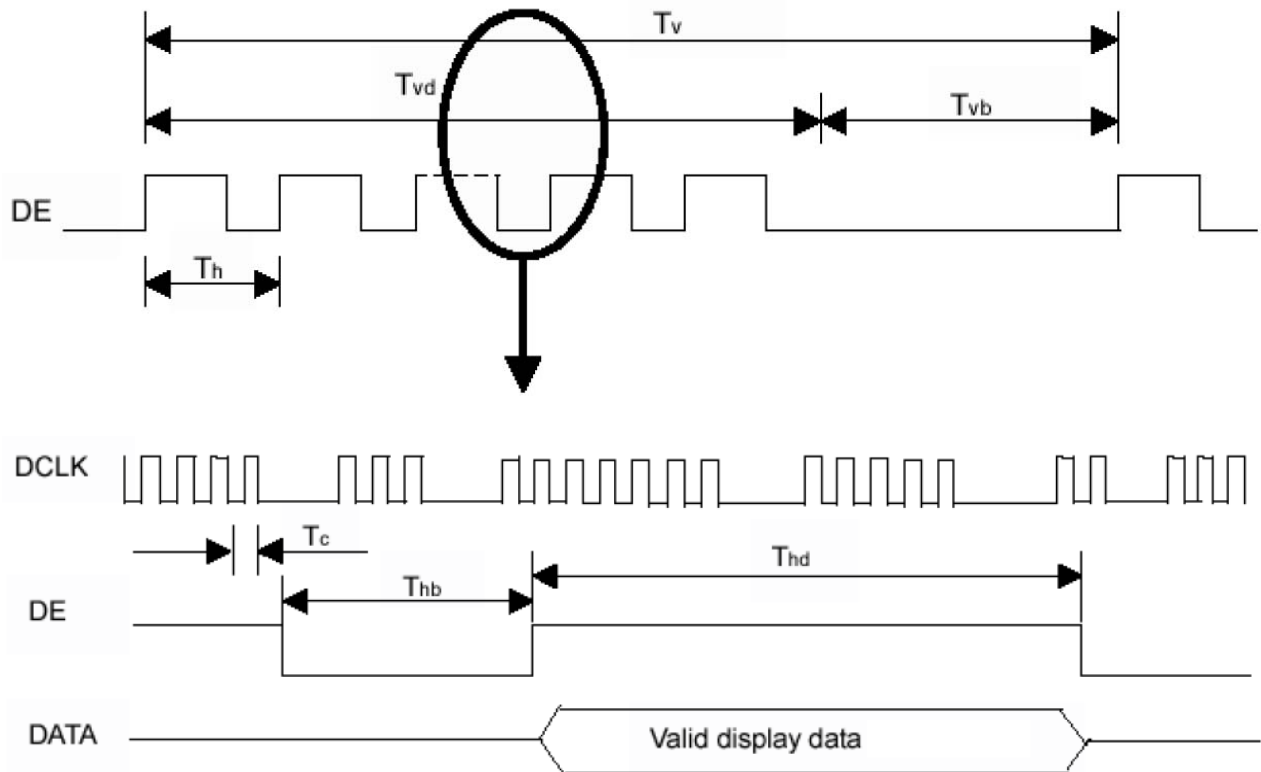 Tv
Tvd
Tvb
DE
Th
DCLK
Tc
Thd
Thb
DE
DATA
Valid display data